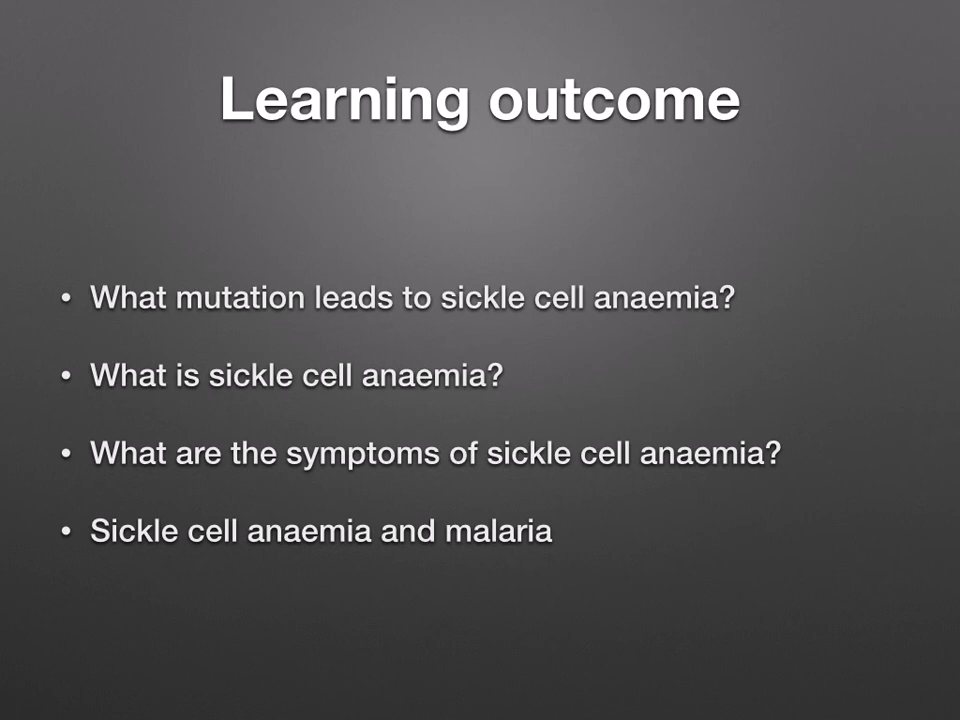 Learning outcome
• What mutation leads to sickle cell anaemia?
• What is sickle cell anaemia?
• What are the symptoms of sickle cell anaemia?
• Sickle cell anaemia and malaria